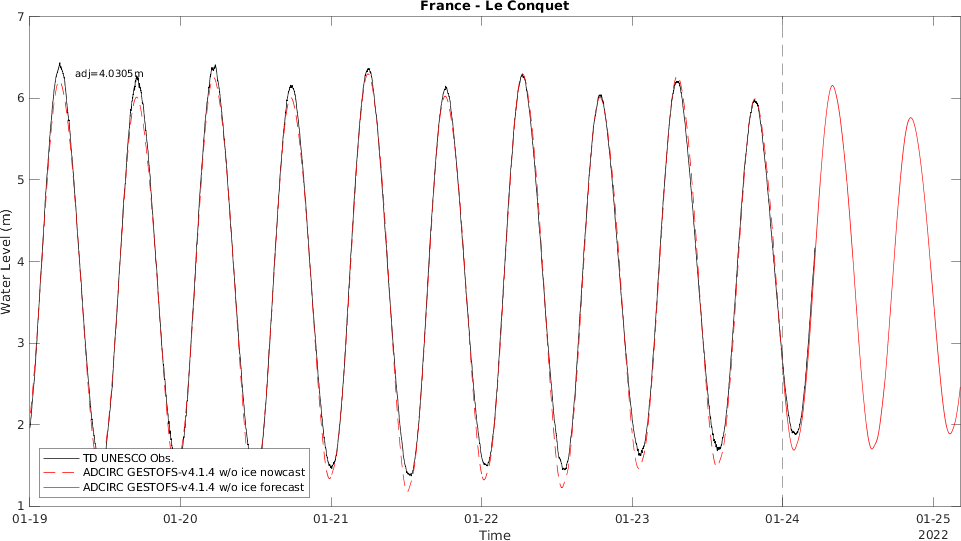 France - Le Conquet
7
adj=4.0305m
6
5
4
3
2
1
Water Level (m)
TD UNESCO Obs.
ADCIRC GESTOFS-v4.1.4 w/o ice nowcast
ADCIRC GESTOFS-v4.1.4 w/o ice forecast
01-19 01-20 01-21 01-22 01-23 01-24 01-25
Time
2022